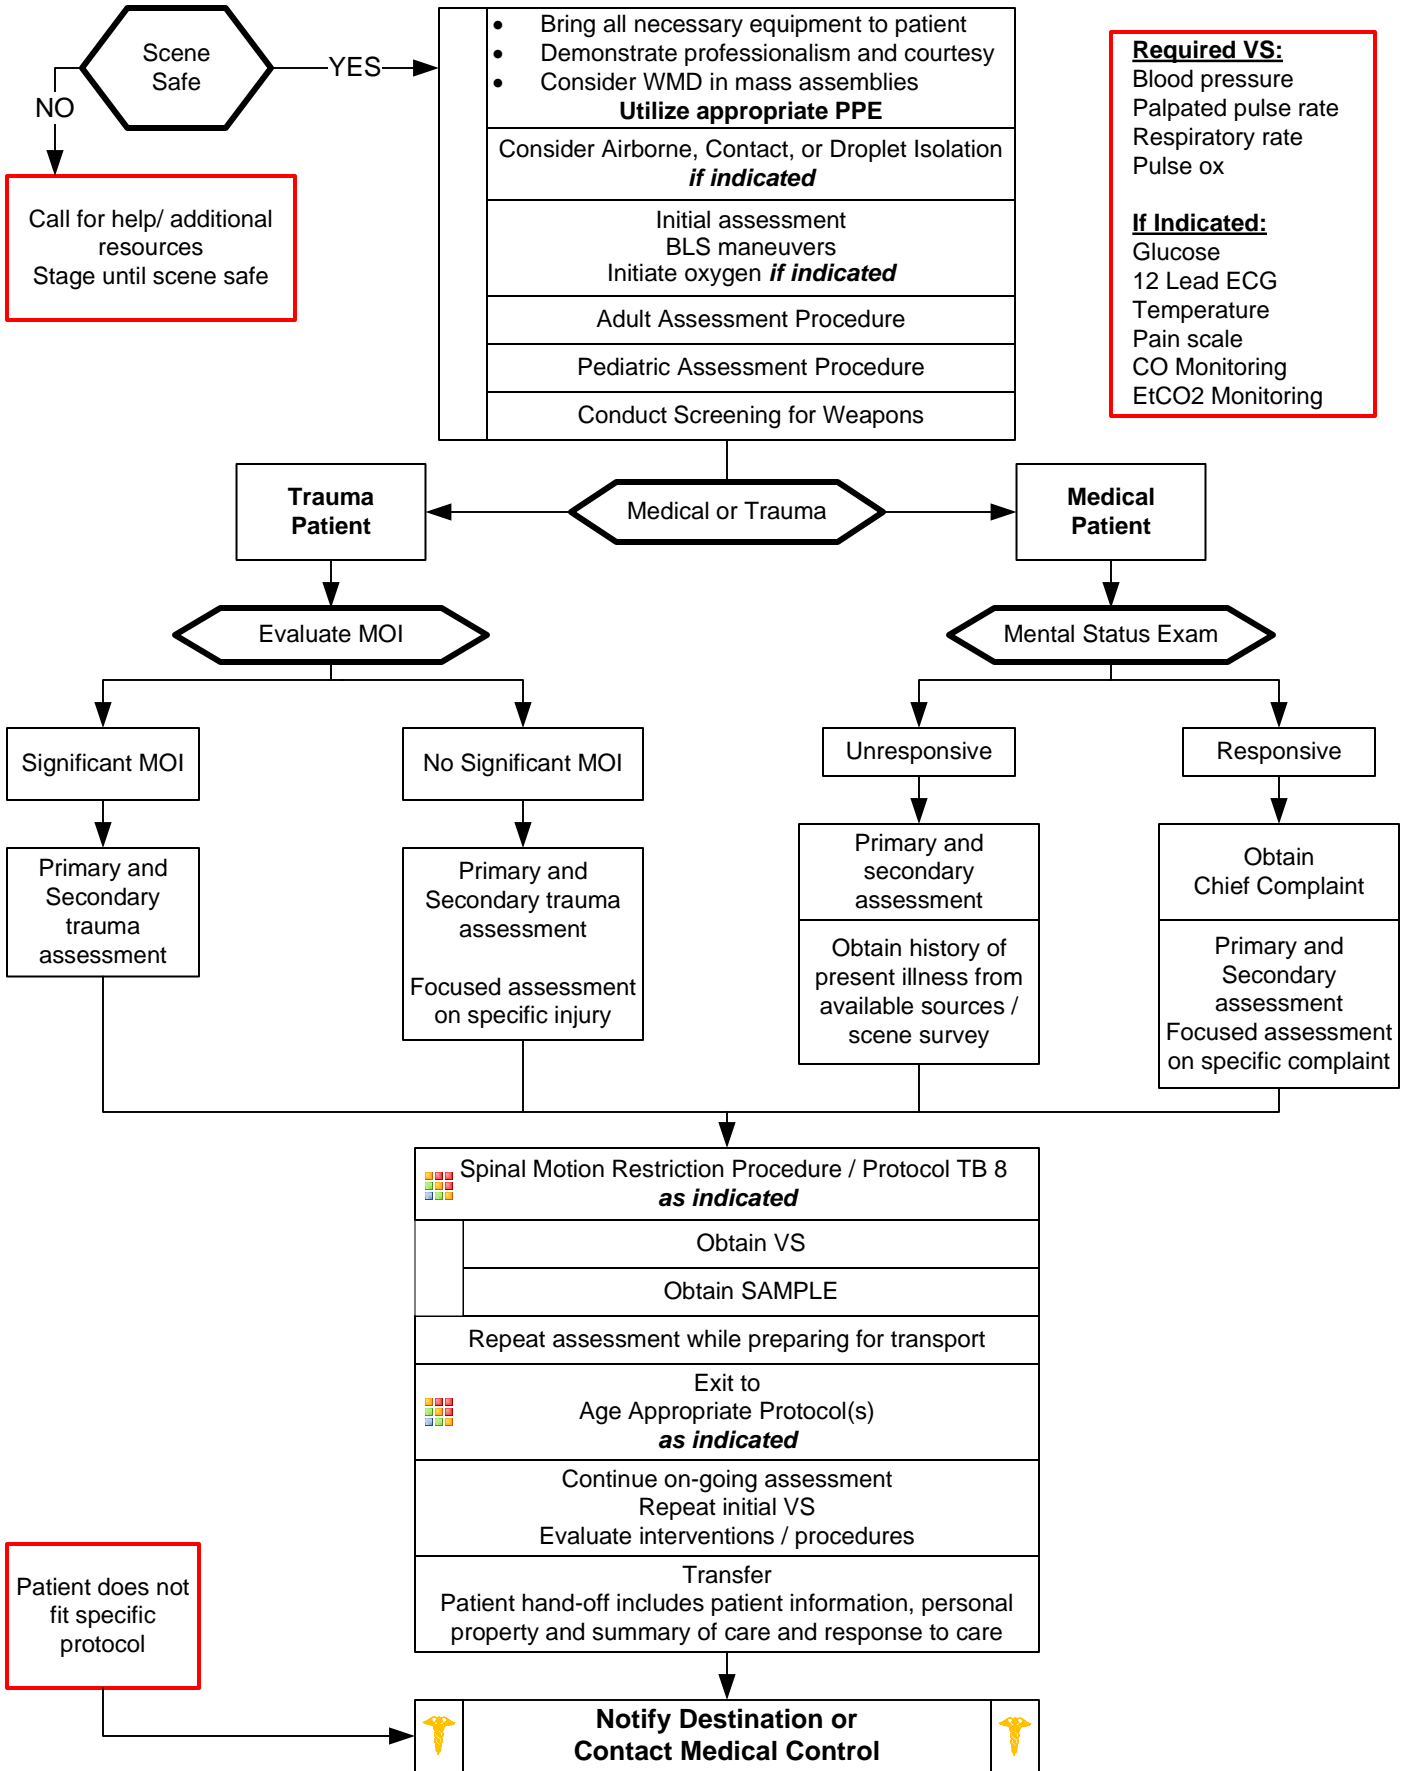 Scene
Safe
YES
NO
Call for help/ additional
resources
Stage until scene safe
• Bring all necessary equipment to patient
• Demonstrate professionalism and courtesy
• Consider WMD in mass assemblies
Utilize appropriate PPE
Consider Airborne, Contact, or Droplet Isolation
if indicated
Initial assessment
BLS maneuvers
Initiate oxygen if indicated
Adult Assessment Procedure
Pediatric Assessment Procedure
Conduct Screening for Weapons
Required VS:
Blood pressure
Palpated pulse rate
Respiratory rate
Pulse ox
If Indicated:
Glucose
12 Lead ECG
Temperature
Pain scale
CO Monitoring
EtCO2 Monitoring
Trauma
Patient
Medical or Trauma
Medical
Patient
Evaluate MOI
Mental Status Exam
Significant MOI
No Significant MOI
Unresponsive
Responsive
Primary and
Secondary
trauma
assessment
Primary and
Secondary trauma
assessment
Focused assessment
on specific injury
Primary and
secondary
assessment
Obtain history of
present illness from
available sources /
scene survey
Obtain
Chief Complaint
Primary and
Secondary
assessment
Focused assessment
on specific complaint
Spinal Motion Restriction Procedure / Protocol TB 8
as indicated
Obtain VS
Obtain SAMPLE
Repeat assessment while preparing for transport
Exit to
Age Appropriate Protocol(s)
as indicated
Continue on-going assessment
Repeat initial VS
Evaluate interventions / procedures
Transfer
Patient hand-off includes patient information, personal
property and summary of care and response to care
Patient does not
fit specific
protocol
Notify Destination or
Contact Medical Control